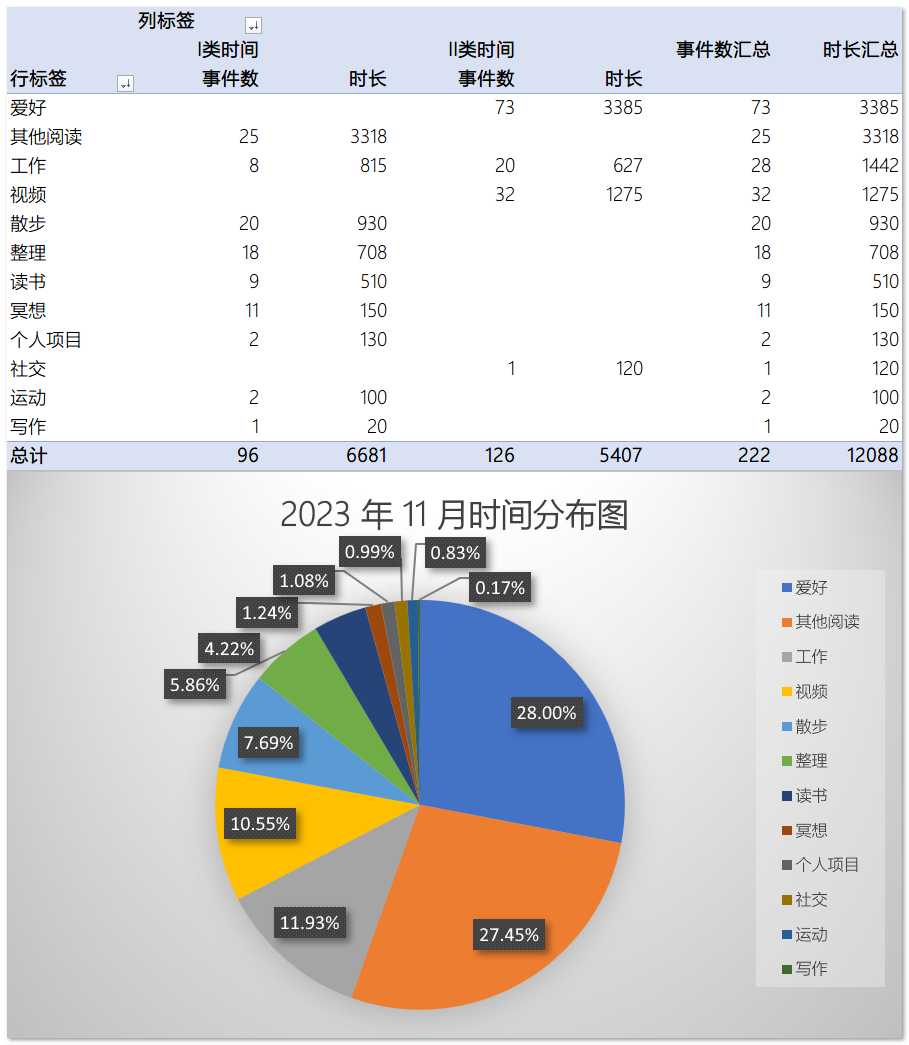 列标签
I类时间 II类时间 事件数汇总 时长汇总
行标签 事件数 时长 事件数 时长
爱好 73 3385 73 3385
其他阅读 25 3318 25 3318
工作 8 815 20 627 28 1442
视频 32 1275 32 1275
散步 20 930 20 930
整理 18 708 18 708
读书 9 510 9 510
冥想 11 150 11 150
个人项目 2 130 2 130
社交 1 120 1 120
运动 2 100 2 100
写作 1 20 1 20
总计 96 6681 126 5407 222 12088
2023 年 11 月时间分布图
0.99% 0.83%
1.08% 0.17%
1.24%
4.22%
5.86%
28.00%
7.69%
10.55%
11.93%
27.45%
爱好
其他阅读
工作
视频
散步
整理
读书
冥想
个人项目
社交
运动
写作